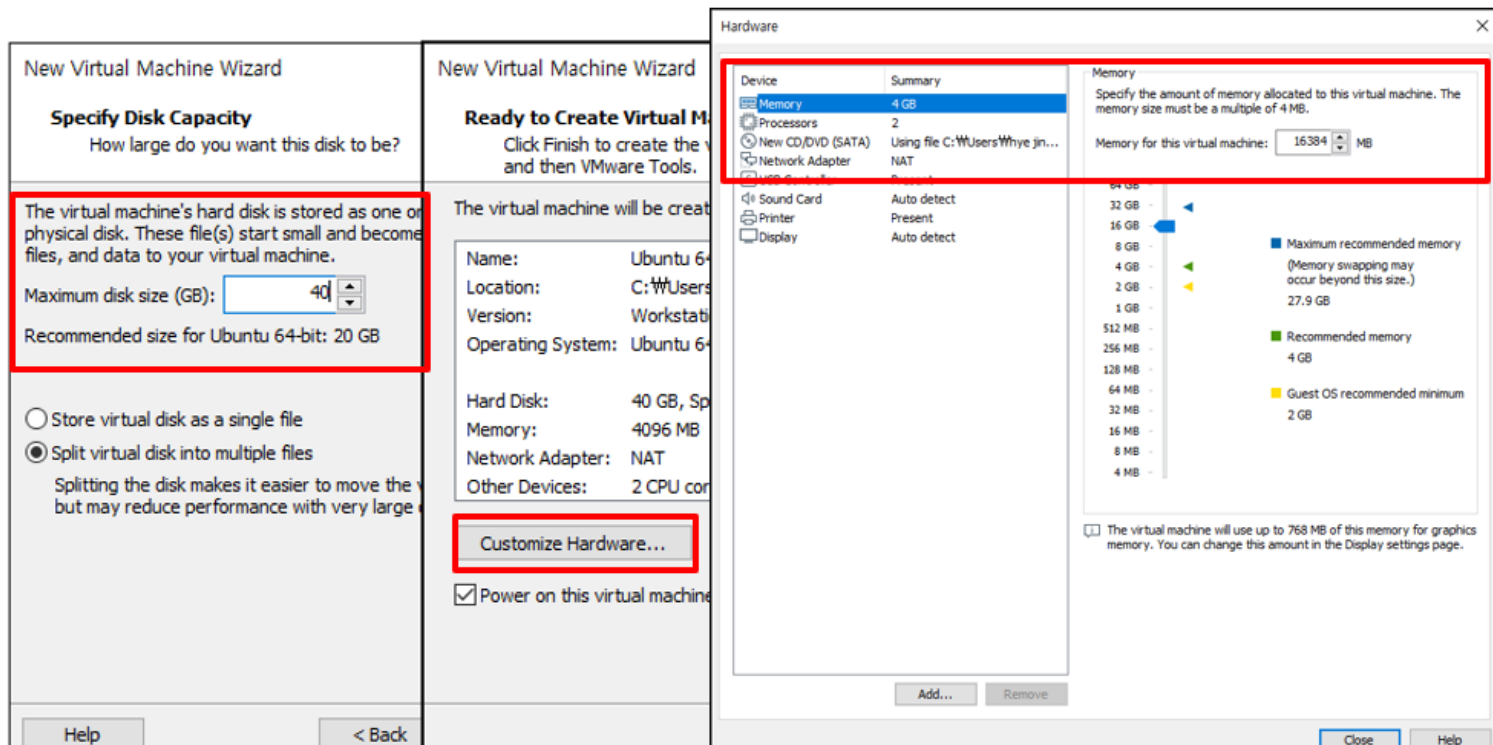 New Virtual Machine Wizard
Specify Disk Capacity
How large do you want this disk to be?
The virtual machine's hard disk is stored as one or
physical disk. These file(s) start small and become
files, and data to your virtual machine.
Maximum disk size (GB): 40
Recommended size for Ubuntu 64-bit: 20 GB
Store virtual disk as a single file
Split virtual disk into multiple files
Splitting the disk makes it easier to move the
but may reduce performance with very large
Help
< Back
New Virtual Machine Wizard
Ready to Create Virtual
Click Finish to create the
and then VMware Tools.
The virtual machine will be
Name: Ubuntu
Location: C:₩Users
Version:
Operating System: Ubuntu
Hard Disk: 40 GB,
Memory: 4096 MB
Network Adapter: NAT
Other Devices: 2 CPU
Customize Hardware...
Power on this virtual machine
Hardware
Device Summary
Memory 4 GB
Processors 2
New CD/DVD (SATA) Using file C:₩Users₩hye jin...
Network Adapter NAT
USB Controller Present
Sound Card Auto detect
Printer Present
Display Auto detect
Add...
Remove
Memory
Specify the amount of memory allocated to this virtual machine. The
memory size must be a multiple of 4 MB.
Memory for this virtual machine: 16384 MB
64 GB
32 GB
16 GB
8 GB
4 GB
2 GB
1 GB
512 MB
256 MB
128 MB
64 MB
32 MB
16 MB
8 MB
4 MB
Maximum recommended memory
(Memory swapping may
occur beyond this size.)
27.9 GB
Recommended memory
4 GB
Guest OS recommended minimum
2 GB
The virtual machine will use up to 768 MB of this memory for graphics
memory. You can change this amount in the Display settings page.
Close
Help